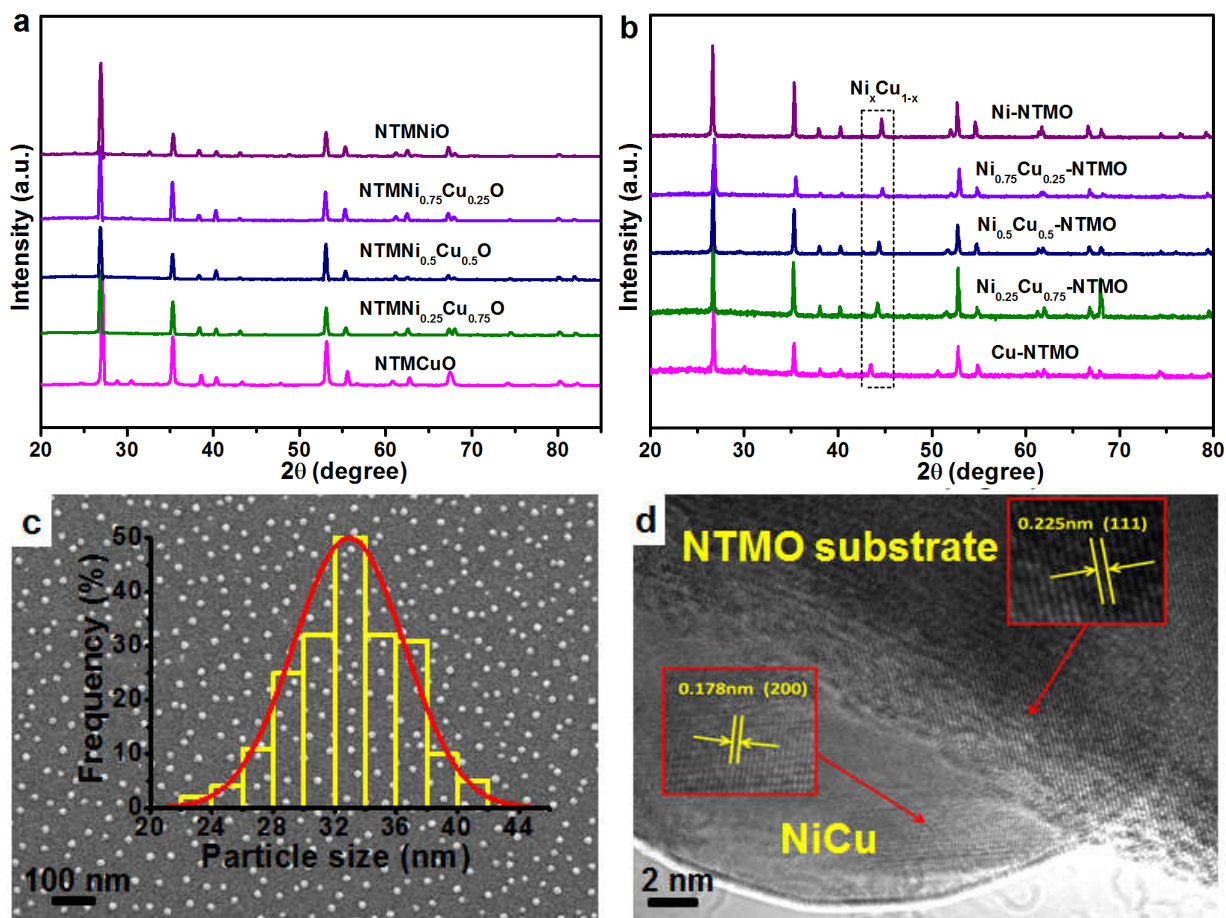 a
Intensity (a.u.)
NTMNiO
NTMNi0.75Cu0.25O
NTMNi0.5Cu0.5O
NTMNi0.25Cu0.75O
NTMCuO
20 30 40 50 60 70 80
2θ (degree)
b
Intensity (a.u.)
NixCu1-x
Ni-NTMO
Ni0.75Cu0.25-NTMO
Ni0.5Cu0.5-NTMO
Ni0.25Cu0.75-NTMO
Cu-NTMO
20 30 40 50 60 70 80
2θ (degree)
c
Frequency (%)
50
40
30
20
10
0
20 24 28 32 36 40 44
Particle size (nm)
100 nm
d
NTMO substrate
0.225nm (111)
0.178nm (200)
NiCu
2 nm